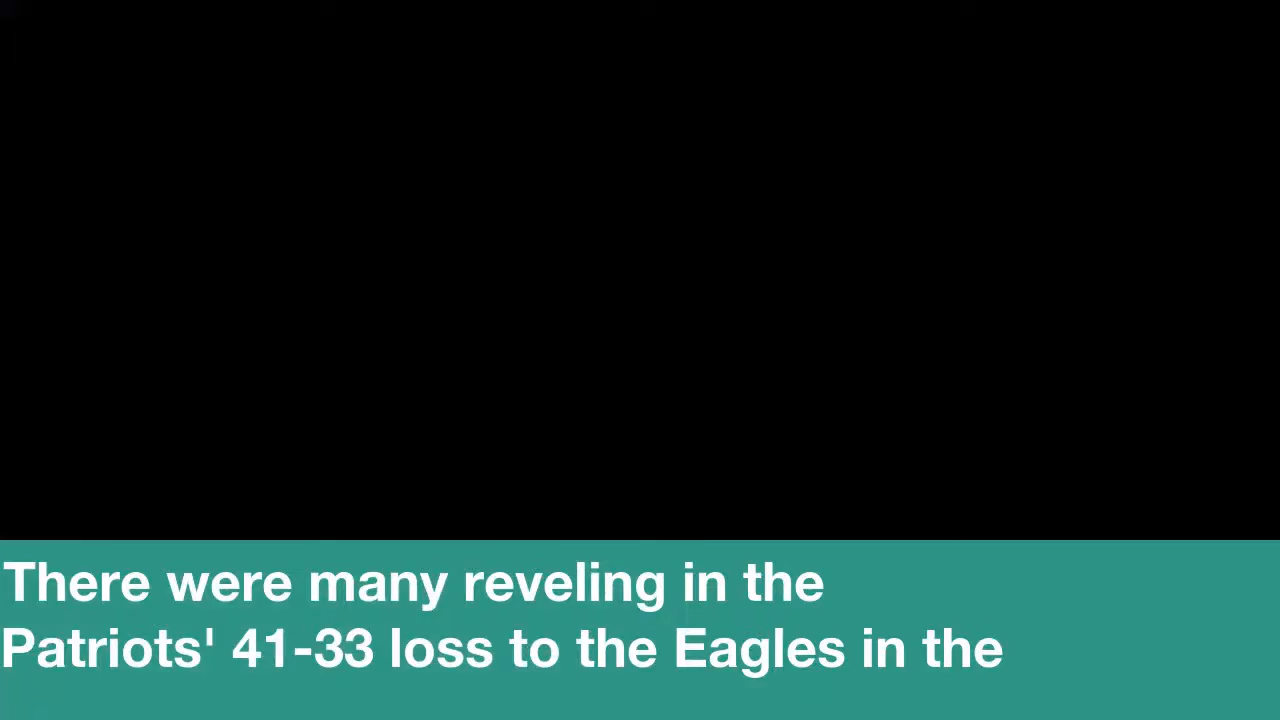 There were many reveling in the
Patriots' 41-33 loss to the Eagles in the